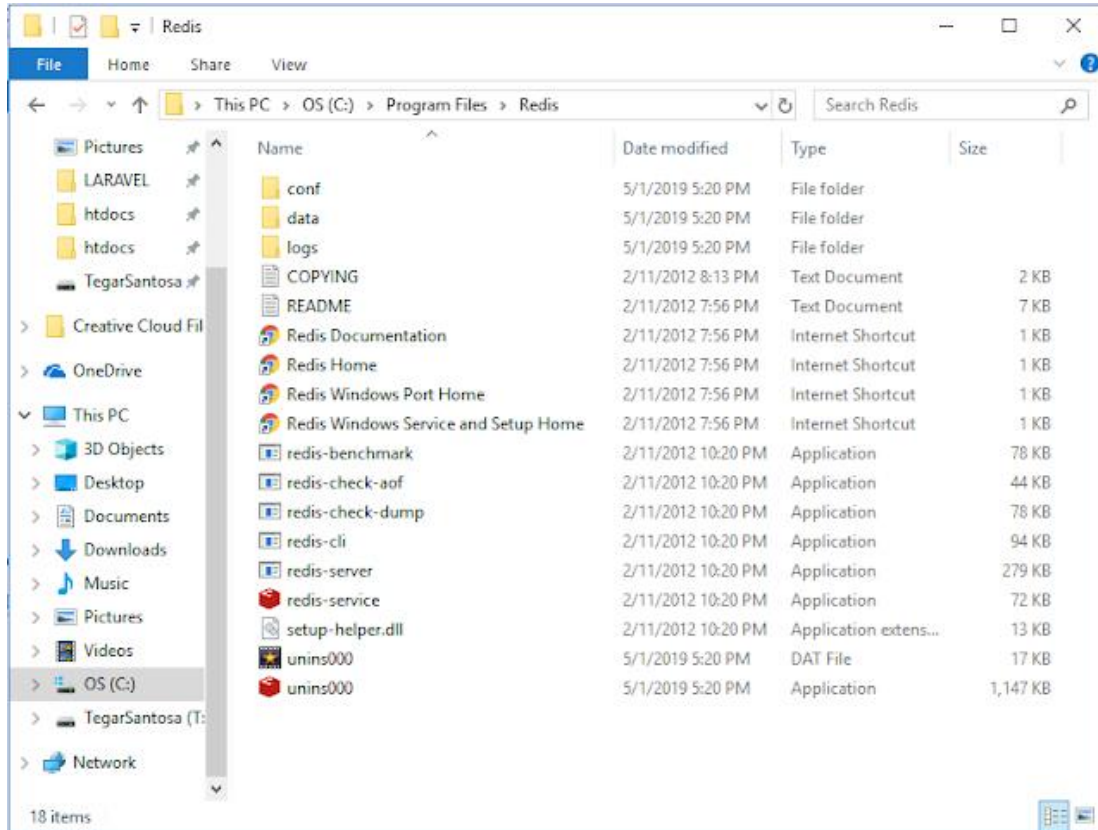 Redis
File Home Share View
This PC > OS (C:) > Program Files > Redis Search Redis
Pictures
LARAVEL
htdocs
htdocs
TegarSantosa
Creative Cloud Fil
OneDrive
This PC
3D Objects
Desktop
Documents
Downloads
Music
Pictures
Videos
OS (C:)
TegarSantosa (T:
Network
Name Date modified Type Size
conf 5/1/2019 5:20 PM File folder
data 5/1/2019 5:20 PM File folder
logs 5/1/2019 5:20 PM File folder
COPYING 2/11/2012 8:13 PM Text Document 2 KB
README 2/11/2012 7:56 PM Text Document 7 KB
Redis Documentation 2/11/2012 7:56 PM Internet Shortcut 1 KB
Redis Home 2/11/2012 7:56 PM Internet Shortcut 1 KB
Redis Windows Port Home 2/11/2012 7:56 PM Internet Shortcut 1 KB
Redis Windows Service and Setup Home 2/11/2012 7:56 PM Internet Shortcut 1 KB
redis-benchmark 2/11/2012 10:20 PM Application 78 KB
redis-check-aof 2/11/2012 10:20 PM Application 44 KB
redis-check-dump 2/11/2012 10:20 PM Application 78 KB
redis-cli 2/11/2012 10:20 PM Application 94 KB
redis-server 2/11/2012 10:20 PM Application 279 KB
redis-service 2/11/2012 10:20 PM Application 72 KB
setup-helper.dll 2/11/2012 10:20 PM Application extens... 13 KB
unins000 5/1/2019 5:20 PM DAT File 17 KB
unins000 5/1/2019 5:20 PM Application 1,147 KB
18 items